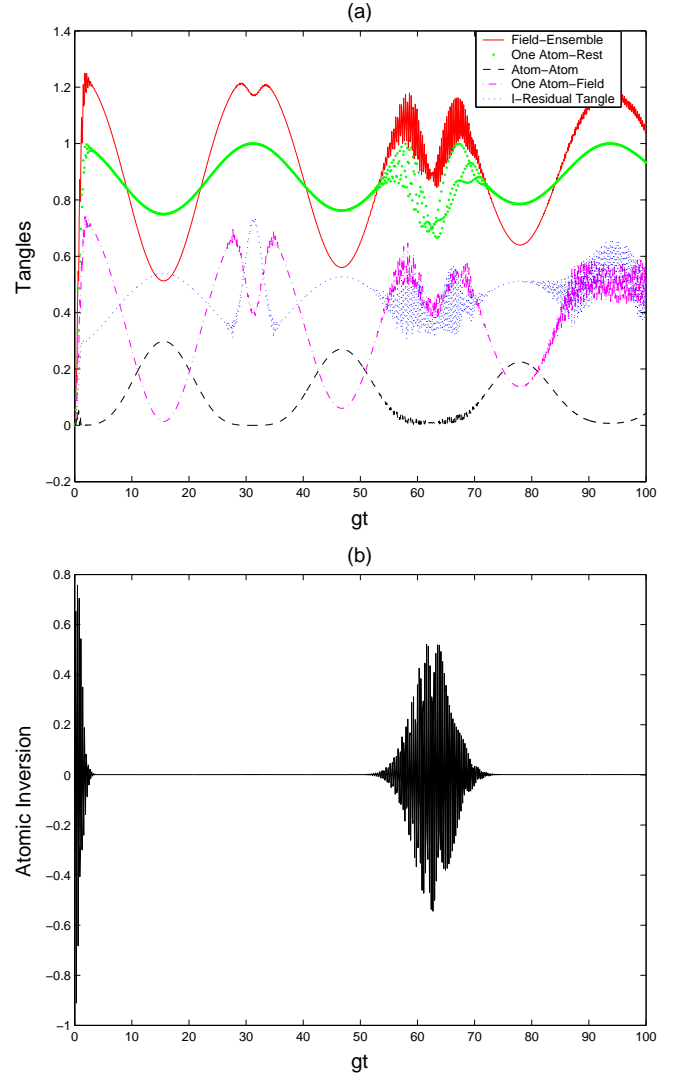 (a)
1.4
1.2
1
0.8
0.6
0.4
0.2
0
−0.2
Tangles
Field−Ensemble
One Atom−Rest
Atom−Atom
One Atom−Field
I−Residual Tangle
0 10 20 30 40 50 60 70 80 90 100
gt
(b)
0.8
0.6
0.4
0.2
0
−0.2
−0.4
−0.6
−0.8
−1
Atomic Inversion
0 10 20 30 40 50 60 70 80 90 100
gt